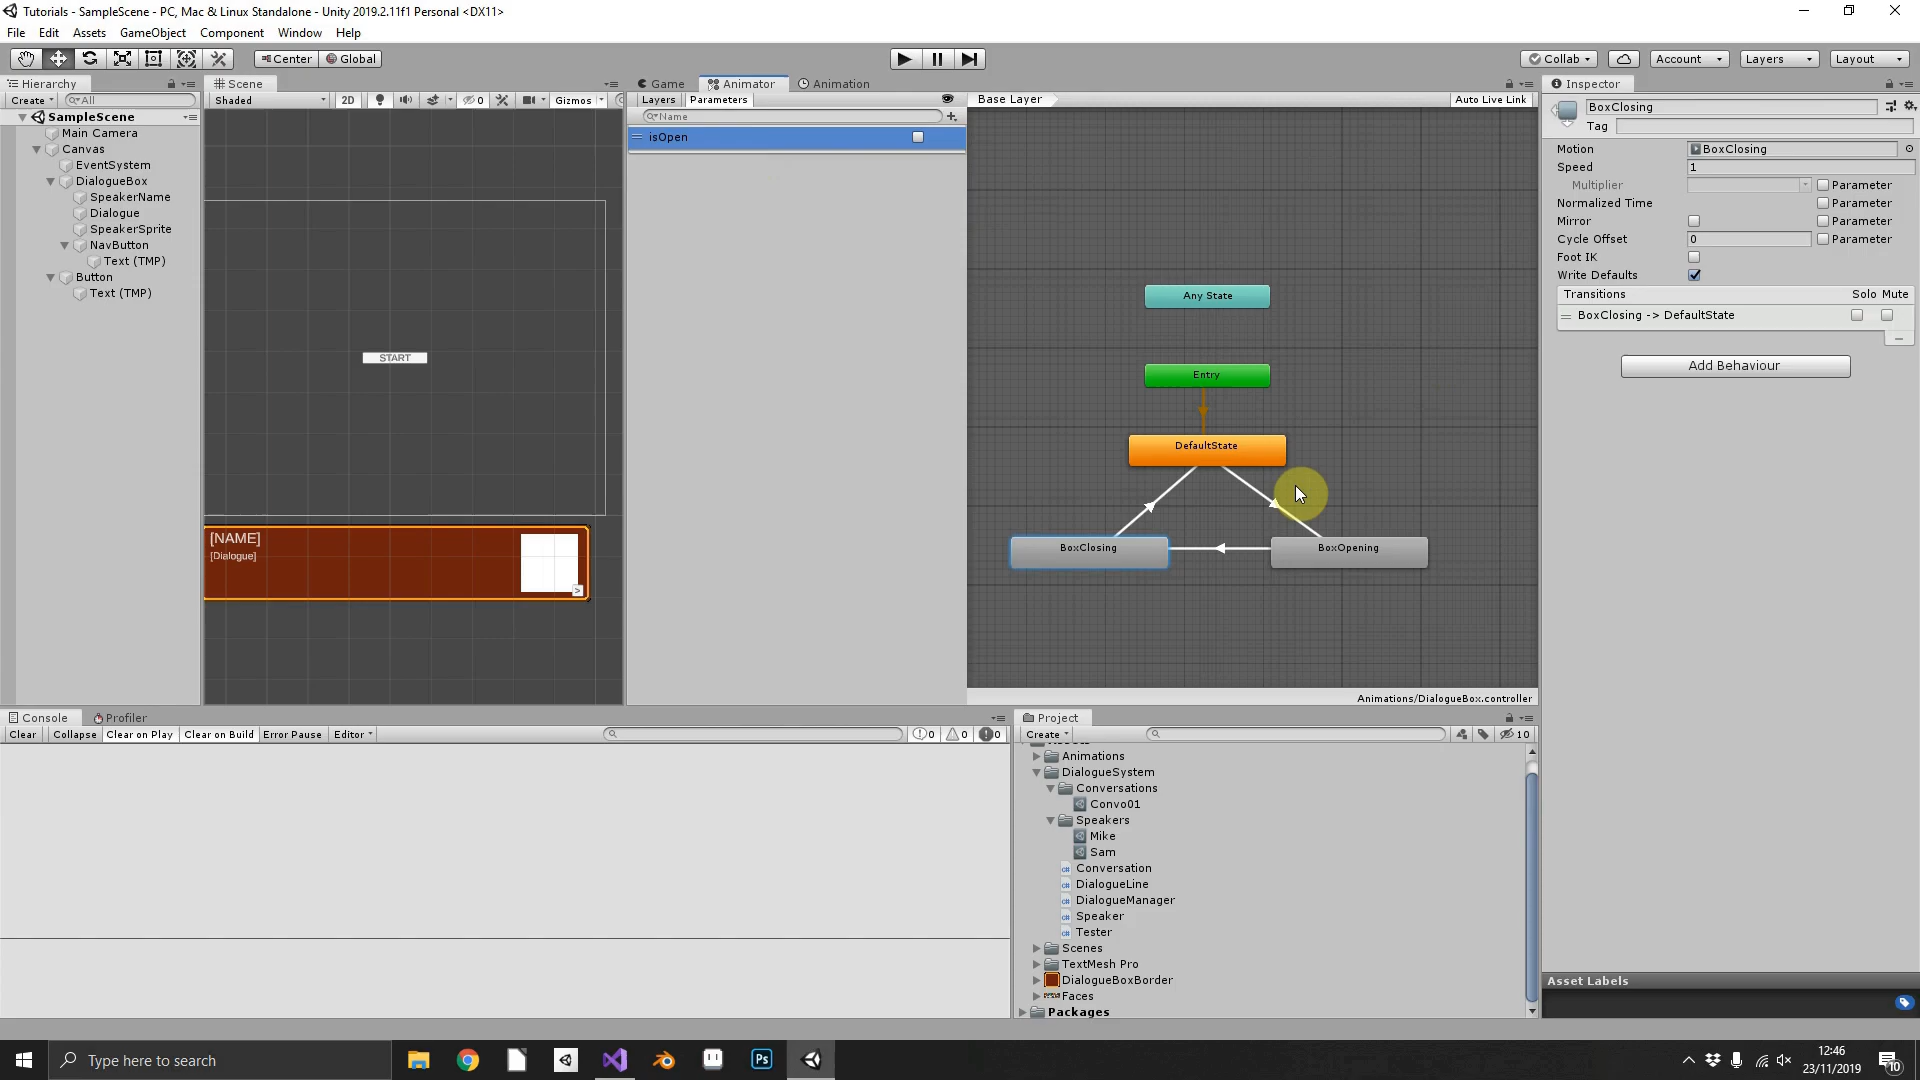 Tutorials - SampleScene - PC, Mac & Linux Standalone - Unity 2019.2.11f1 Personal <DX11>
File Edit Assets GameObject Component Window Help
Center Global Collab Account Layers Layout
Hierarchy
Create All
SampleScene
Main Camera
Canvas
EventSystem
DialogueBox
SpeakerName
Dialogue
SpeakerSprite
NavButton
Text (TMP)
Button
Text (TMP)
Scene
Shaded 2D 0 Gizmos
START
[NAME]
[Dialogue]
>
Game Animator Animation
Layers Parameters
Name
isOpen
Base Layer Auto Live Link
Any State
Entry
DefaultState
BoxClosing
BoxOpening
Animations/DialogueBox.controller
Inspector
BoxClosing
Tag
Motion BoxClosing
Speed 1
Multiplier Parameter
Normalized Time Parameter
Mirror Parameter
Cycle Offset 0 Parameter
Foot IK
Write Defaults
Transitions Solo Mute
BoxClosing -> DefaultState
Add Behaviour
Asset Labels
Console Profiler
Clear Collapse Clear on Play Clear on Build Error Pause Editor 0 0 0
Project
Create 10
Animations
DialogueSystem
Conversations
Convo01
Speakers
Mike
Sam
Conversation
DialogueLine
DialogueManager
Speaker
Tester
Scenes
TextMesh Pro
DialogueBoxBorder
Faces
Packages
Type here to search
Ps
12:46
23/11/2019
10